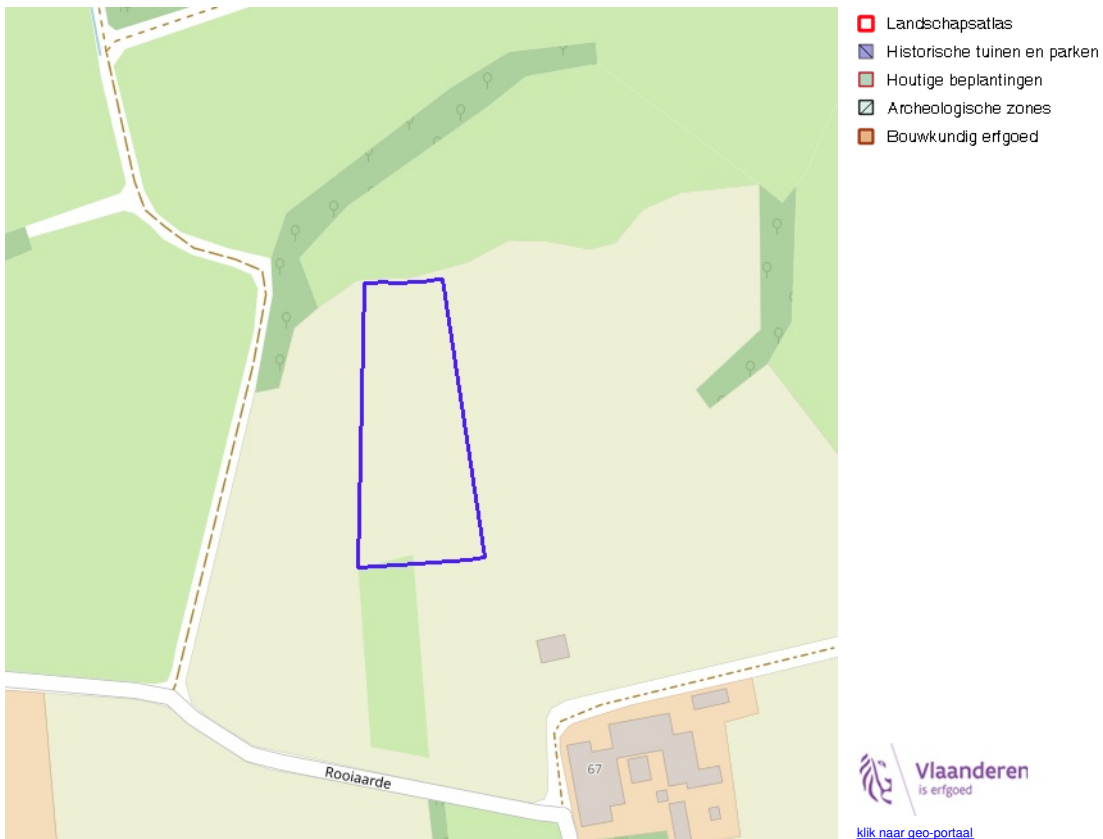 Landschapsatlas
Historische tuinen en parken
Houtige beplantingen
Archeologische zones
Bouwkundig erfgoed
67
Rooiaarde
Vlaanderen
is erfgoed
klik naar geo-portaal